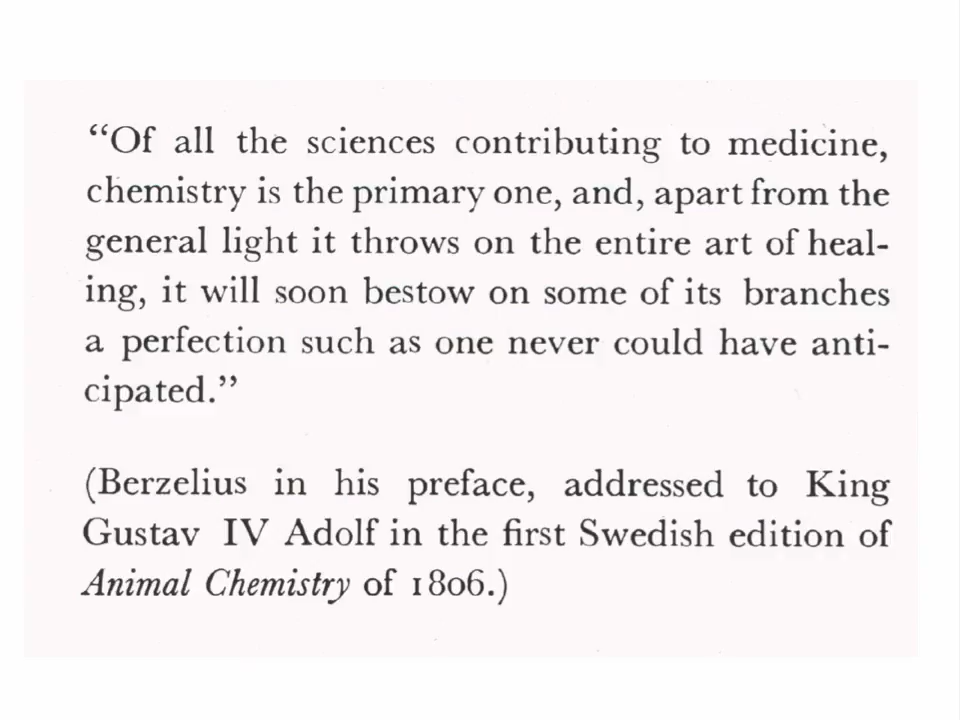 “Of all the sciences contributing to medicine,
chemistry is the primary one, and, apart from the
general light it throws on the entire art of heal-
ing, it will soon bestow on some of its branches
a perfection such as one never could have anti-
cipated.”
(Berzelius in his preface, addressed to King
Gustav IV Adolf in the first Swedish edition of
Animal Chemistry of 1806.)